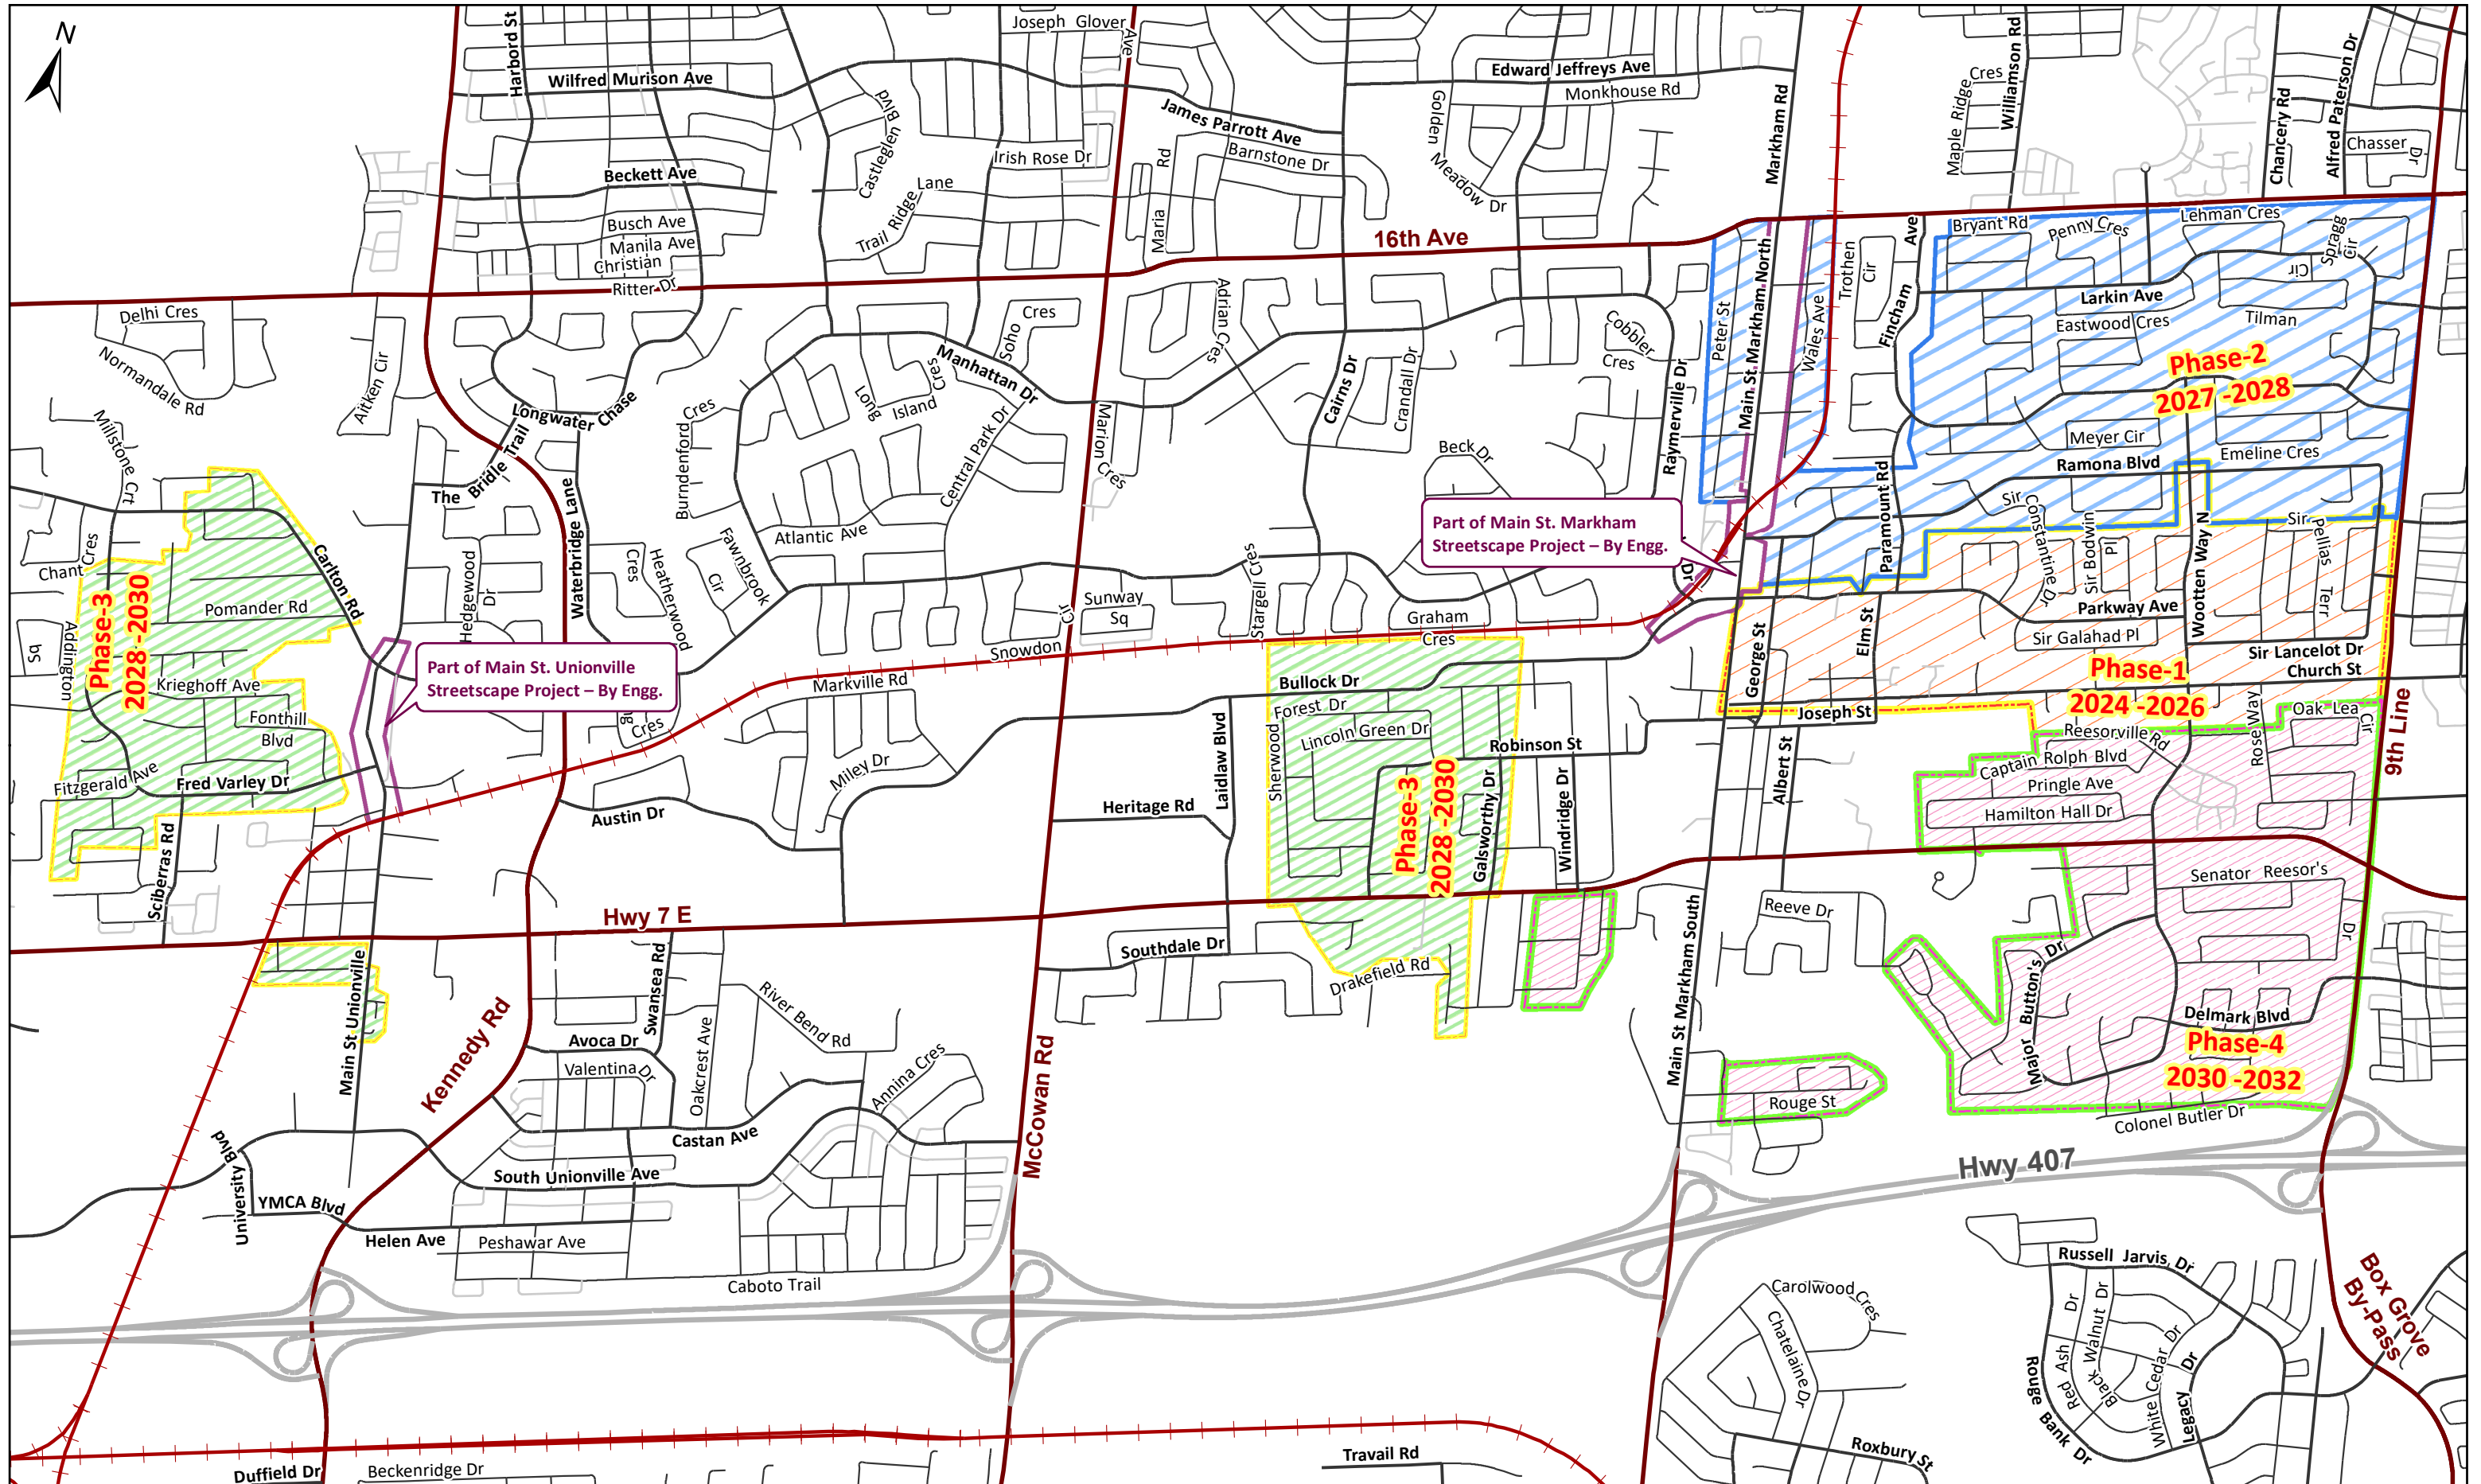 N
Harbord St
Joseph Glover
Ave
Wilfred Murison Ave
Edward Jeffreys Ave
Monkhouse Rd
Golden
Meadow Dr
Markham Rd
Maple Ridge
Cres
Williamson Rd
Chancery Rd
Alfred Paterson Dr
Chasser
Dr
Castleglen
Blvd
James Parrott Ave
Irish Rose Dr
Maria
Rd
Barnstone Dr
Beckett Ave
Trail Ridge
Lane
Busch Ave
Manila Ave
Christian
Ritter Dr
16th Ave
Bryant Rd
Penny Cres
Lehman Cres
Spragg
Cir
Cir
Trothen
Cir
Fincham
Ave
Larkin Ave
Eastwood Cres
Tilman
Phase-2
2027 -2028
Meyer Cir
Emeline Cres
Ramona Blvd
Peter St
Main St. Markham North
Wales Ave
Delhi Cres
Normandale Rd
Aitken Cir
Soho
Cres
Manhattan Dr
Long
Island
Cres
Adrian Cres
Cairns Dr
Crandall Dr
Cobbler
Cres
Raymerville Dr
Longwater Chase
The Bridle Trail
Millstone Crt
Burndenford
Cres
Central Park Dr
Marion Cres
Beck Dr
Waterbridge Lane
Atlantic Ave
Part of Main St. Markham
Streetscape Project – By Engg.
Paramount Rd
Sir
Constantine Dr
Sir Bodwin
Pl
Wootten Way N
Sir
Pellias
Terr
Chant
Cres
Carlton Rd
Pomander Rd
Hedgewood
Dr
Cres
Heatherwood
Fawnbrook
Cir
Stargell Cres
Sunway
Sq
Cir
Snowdon
Graham
Cres
Dr
Parkway Ave
Sir Galahad Pl
Sir Lancelot Dr
Church St
Phase-1
2024 -2026
George St
Elm St
Joseph St
Phase-3
2028 -2030
Addington
Sq
Part of Main St. Unionville
Streetscape Project – By Engg.
Krieghoff Ave
Fonthill
Blvd
Cres
Markville Rd
Bullock Dr
Forest Dr
Lincoln Green Dr
Sherwood
Laidlaw Blvd
Robinson St
Oak Lea
Cir
Rose Way
Reesorville Rd
Captain Rolph Blvd
Pringle Ave
Hamilton Hall Dr
9th Line
Fitzgerald Ave
Fred Varley Dr
Sciberras Rd
Austin Dr
Miley Dr
Heritage Rd
Phase-3
2028 -2030
Galsworthy Dr
Windridge Dr
Albert St
Senator Reesor's
Dr
Hwy 7 E
Main St Unionville
Kennedy Rd
Swansea Rd
Southdale Dr
Drakefield Rd
Reeve Dr
Main St Markham South
Major Button's Dr
Delmark Blvd
Phase-4
2030 -2032
Colonel Butler Dr
Avoca Dr
Valentina Dr
Oakcrest Ave
River Bend Rd
Annina Cres
McCowan Rd
Rouge St
University Blvd
YMCA Blvd
Castan Ave
South Unionville Ave
Helen Ave
Peshawar Ave
Caboto Trail
Hwy 407
Russell Jarvis Dr
Carolwood Cres
Chatelaine Dr
Red Ash
Dr
Black Walnut Dr
White Cedar Dr
Legacy Dr
Rouge Bank Dr
Box Grove
By-Pass
Duffield Dr
Beckenridge Dr
Travail Rd
Roxbury St